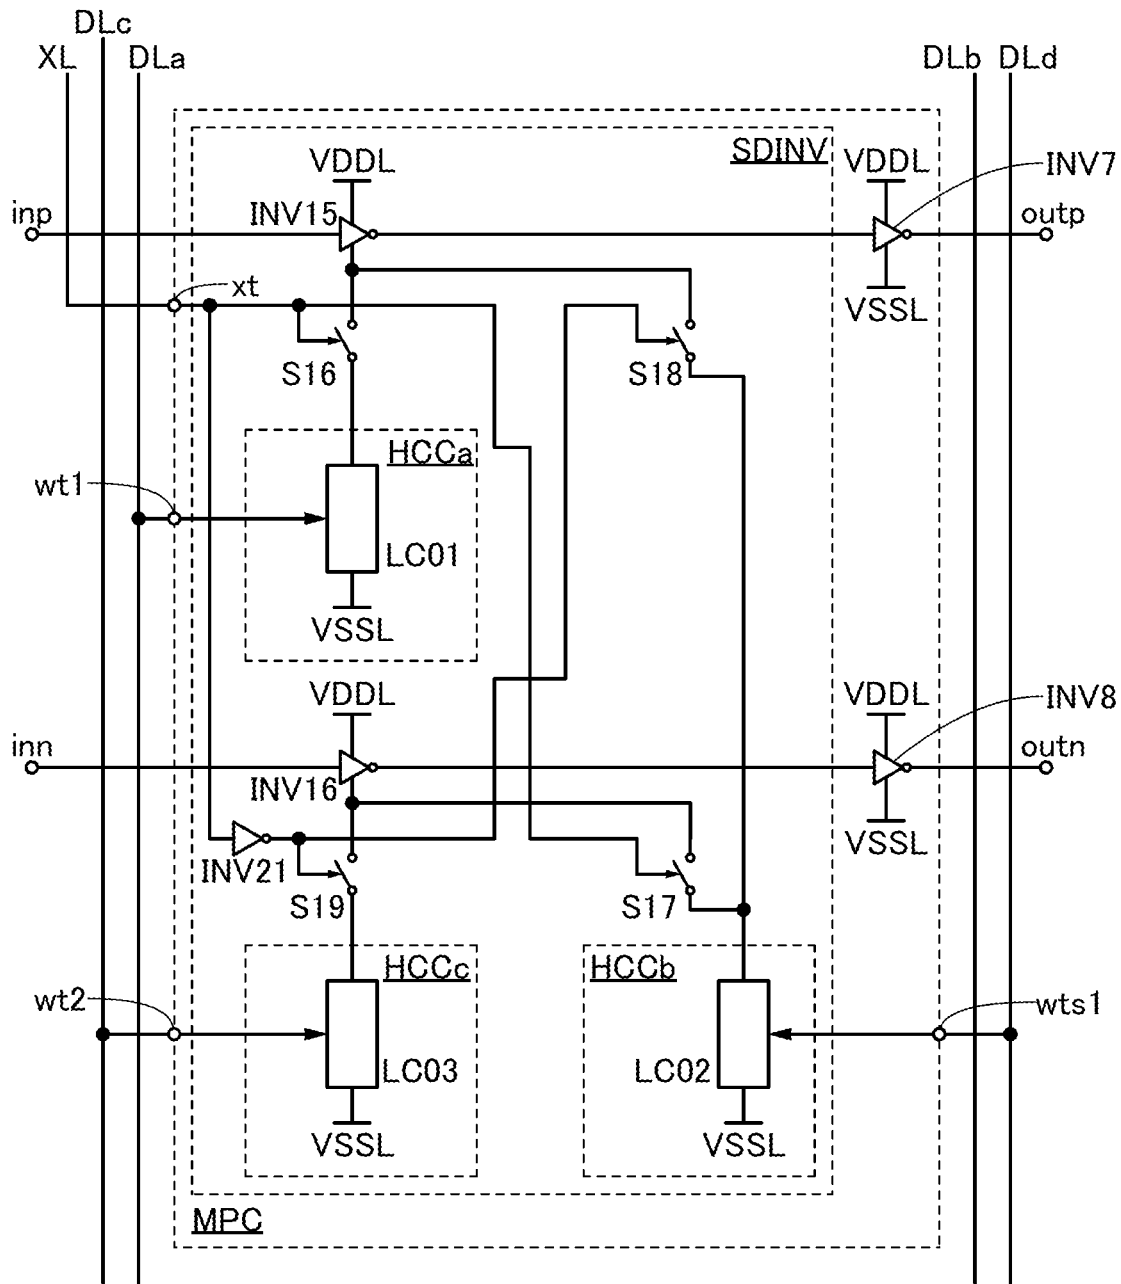 DLc
XL
DLa
DLb
DLd
SDINV
VDDL
VDDL
INV7
inp
INV15
outp
xt
VSSL
S16
S18
HCCa
wt1
LC01
VSSL
VDDL
VDDL
INV8
inn
outn
INV16
VSSL
INV21
S19
S17
HCCc
HCCb
wt2
wts1
LC03
LC02
VSSL
VSSL
MPC